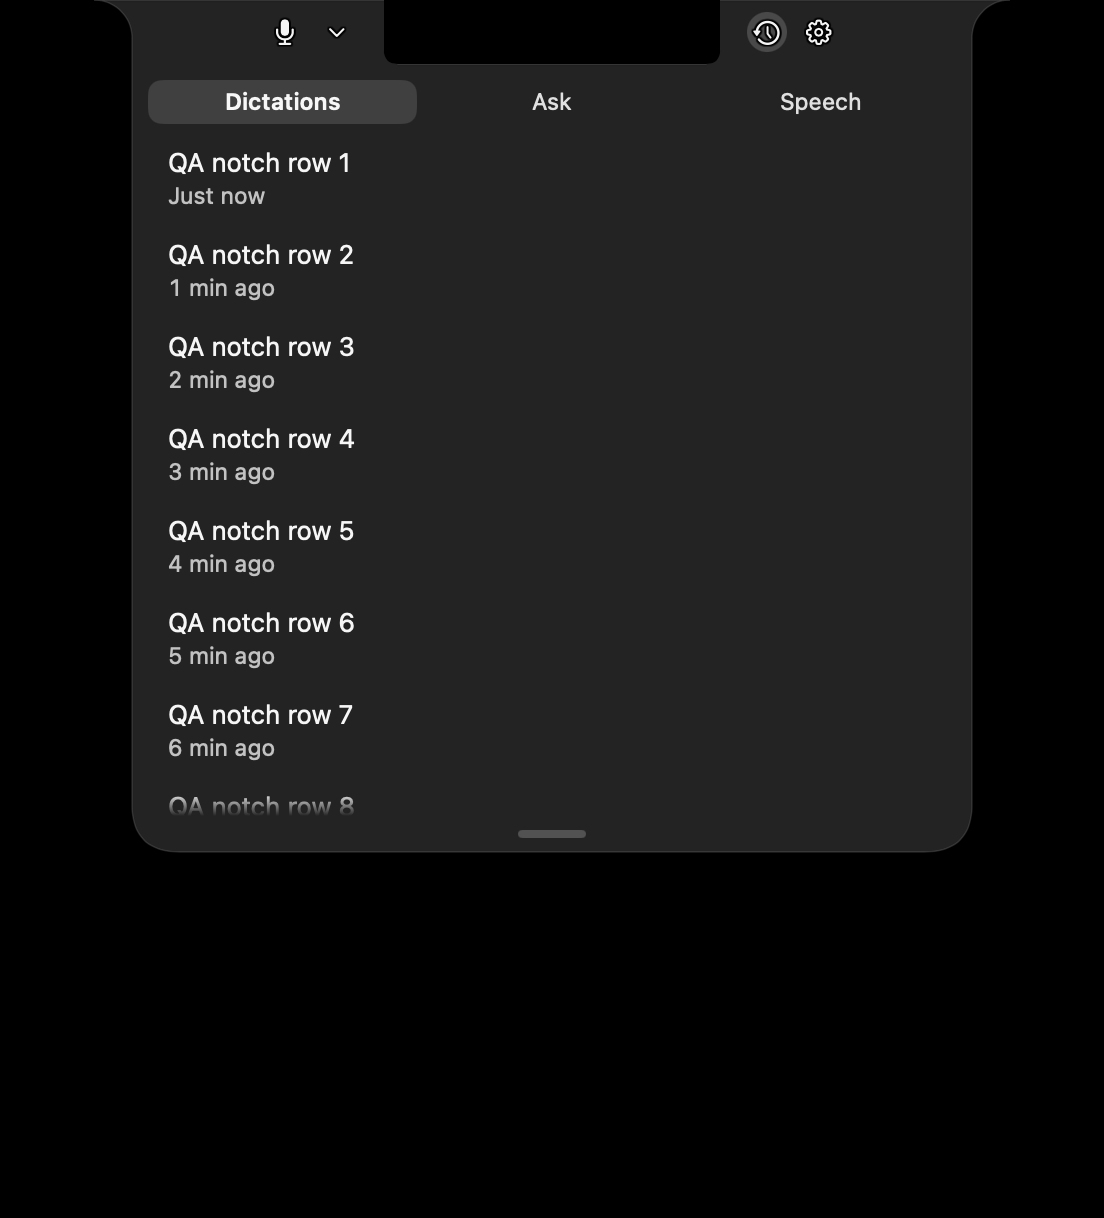 Dictations
Ask
Speech
QA notch row 1
Just now
QA notch row 2
1 min ago
QA notch row 3
2 min ago
QA notch row 4
3 min ago
QA notch row 5
4 min ago
QA notch row 6
5 min ago
QA notch row 7
6 min ago
QA notch row 8